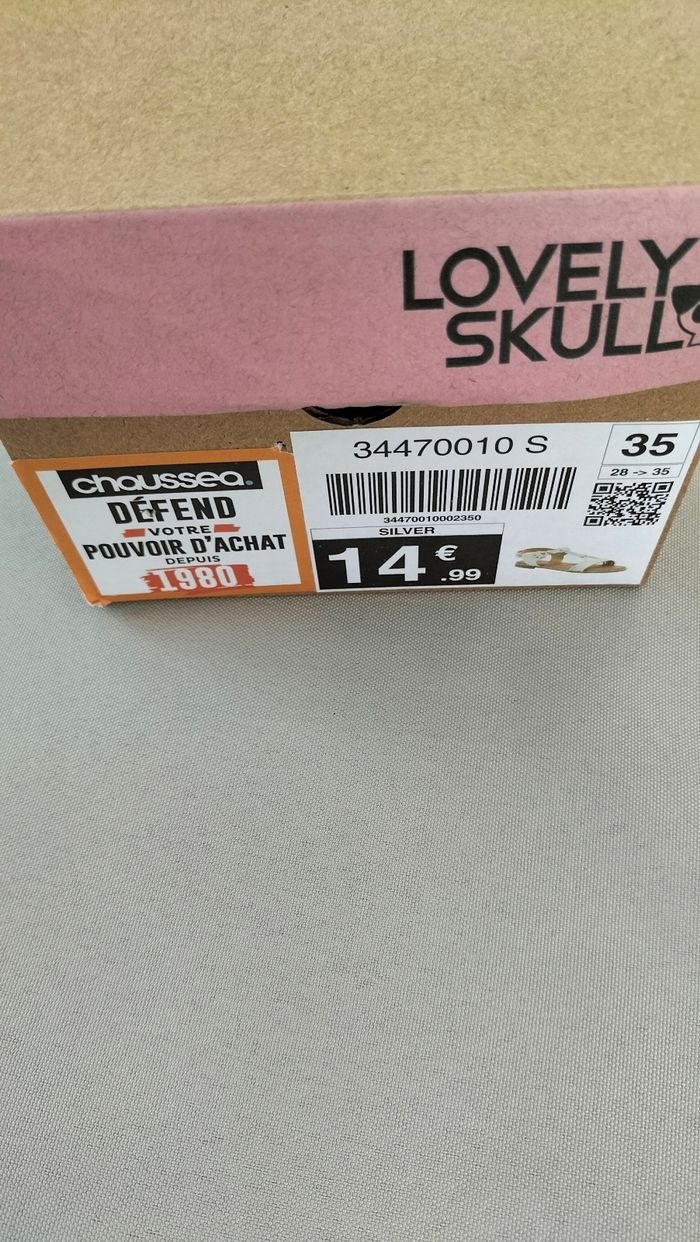 LOVELY
SKULL
chaussea.
DÉFEND
VOTRE
POUVOIR D'ACHAT
DEPUIS
1980
34470010 S
34470010002350
SILVER
14€.99
35
28 -> 35